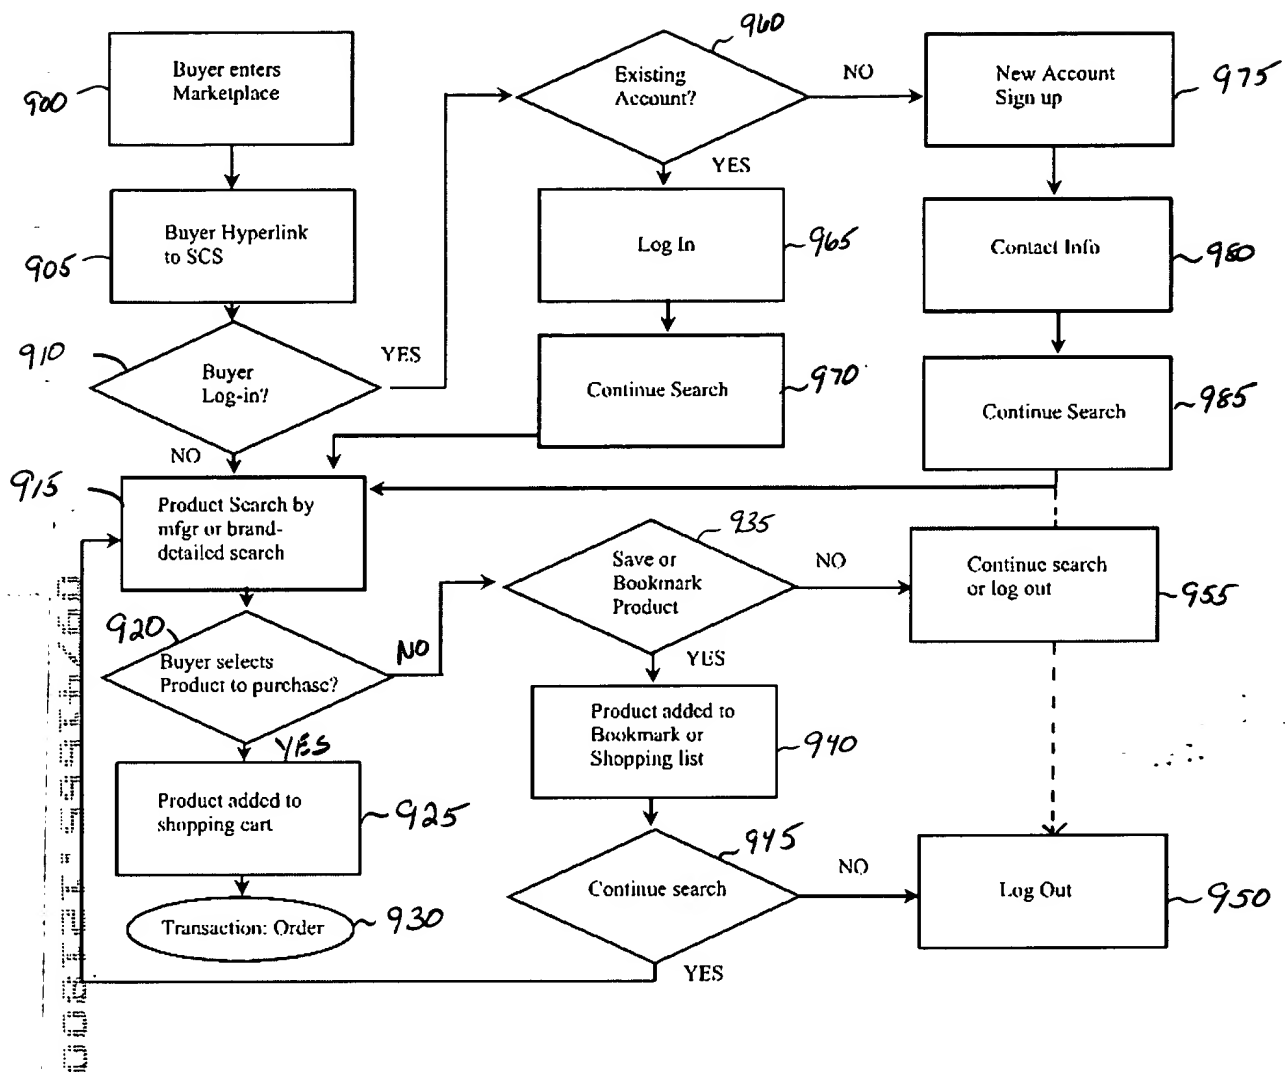 Buyer enters
Marketplace
900
Existing
Account?
960
NO
YES
New Account
Sign up
975
Buyer Hyperlink
to SCS
905
Log In
965
Contact Info
980
Buyer
Log-in?
910
YES
NO
Continue Search
970
Continue Search
985
Product Search by
mfgr or brand-
detailed search
915
Save or
Bookmark
Product
935
NO
YES
Continue search
or log out
955
Buyer selects
Product to purchase?
920
NO
YES
Product added to
Bookmark or
Shopping list
940
Product added to
shopping cart
925
Continue search
945
NO
YES
Log Out
950
Transaction: Order
930